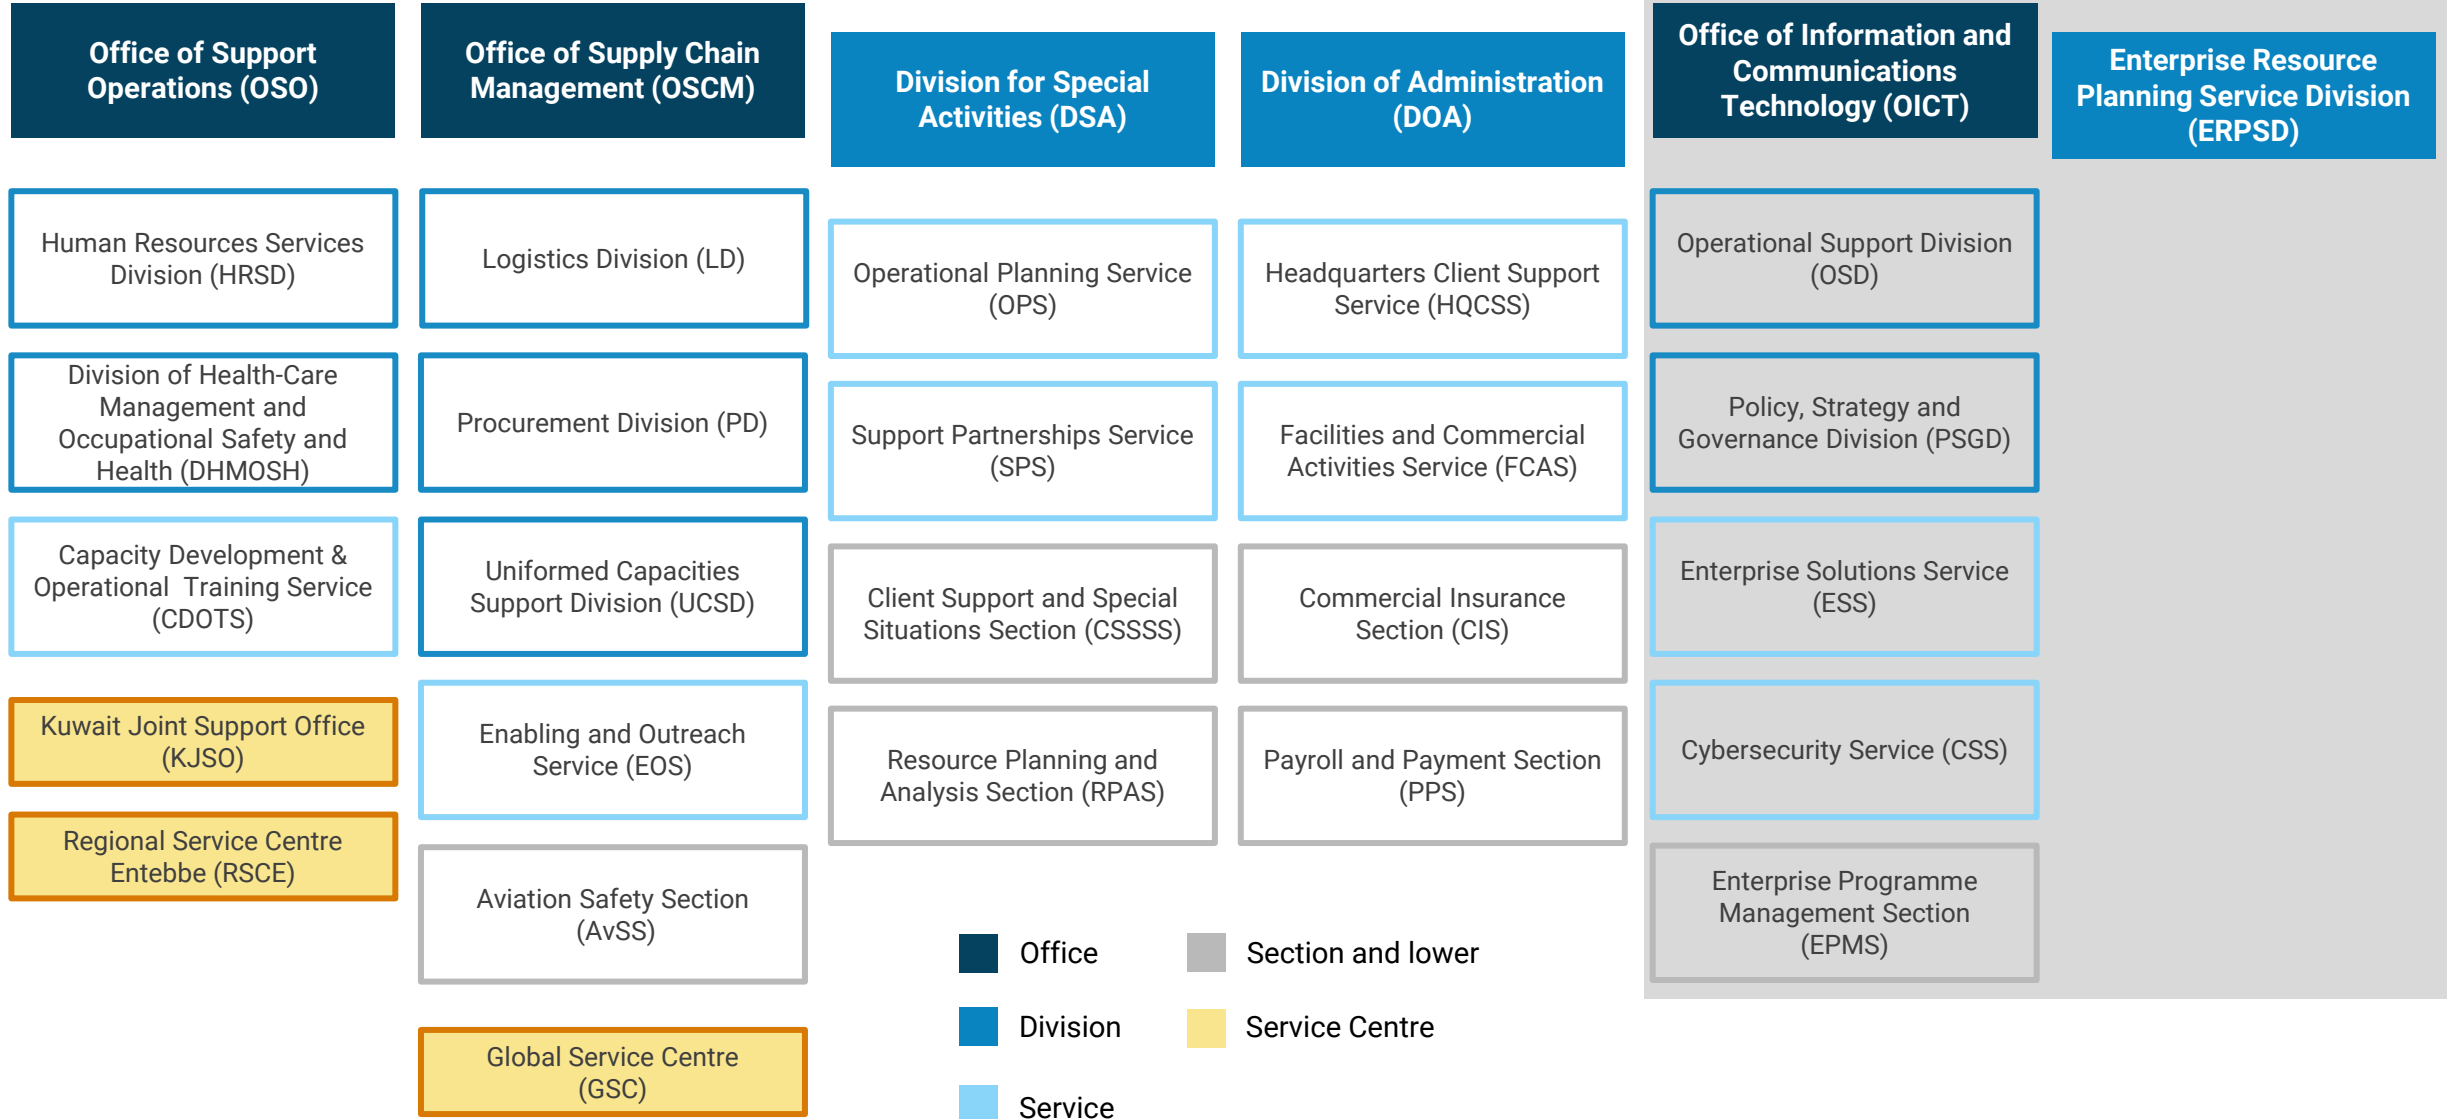 Office of Support
Operations (OSO)
Human Resources Services
Division (HRSD)
Division of Health-Care
Management and
Occupational Safety and
Health (DHMOSH)
Capacity Development &
Operational Training Service
(CDOTS)
Kuwait Joint Support Office
(KJSO)
Regional Service Centre
Entebbe (RSCE)
Office of Supply Chain
Management (OSCM)
Logistics Division (LD)
Procurement Division (PD)
Uniformed Capacities
Support Division (UCSD)
Enabling and Outreach
Service (EOS)
Aviation Safety Section
(AvSS)
Global Service Centre
(GSC)
Division for Special
Activities (DSA)
Operational Planning Service
(OPS)
Support Partnerships Service
(SPS)
Client Support and Special
Situations Section (CSSSS)
Resource Planning and
Analysis Section (RPAS)
Division of Administration
(DOA)
Headquarters Client Support
Service (HQCSS)
Facilities and Commercial
Activities Service (FCAS)
Commercial Insurance
Section (CIS)
Payroll and Payment Section
(PPS)
Office of Information and
Communications
Technology (OICT)
Operational Support Division
(OSD)
Policy, Strategy and
Governance Division (PSGD)
Enterprise Solutions Service
(ESS)
Cybersecurity Service (CSS)
Enterprise Programme
Management Section
(EPMS)
Enterprise Resource
Planning Service Division
(ERPSD)
Office
Division
Service
Section and lower
Service Centre